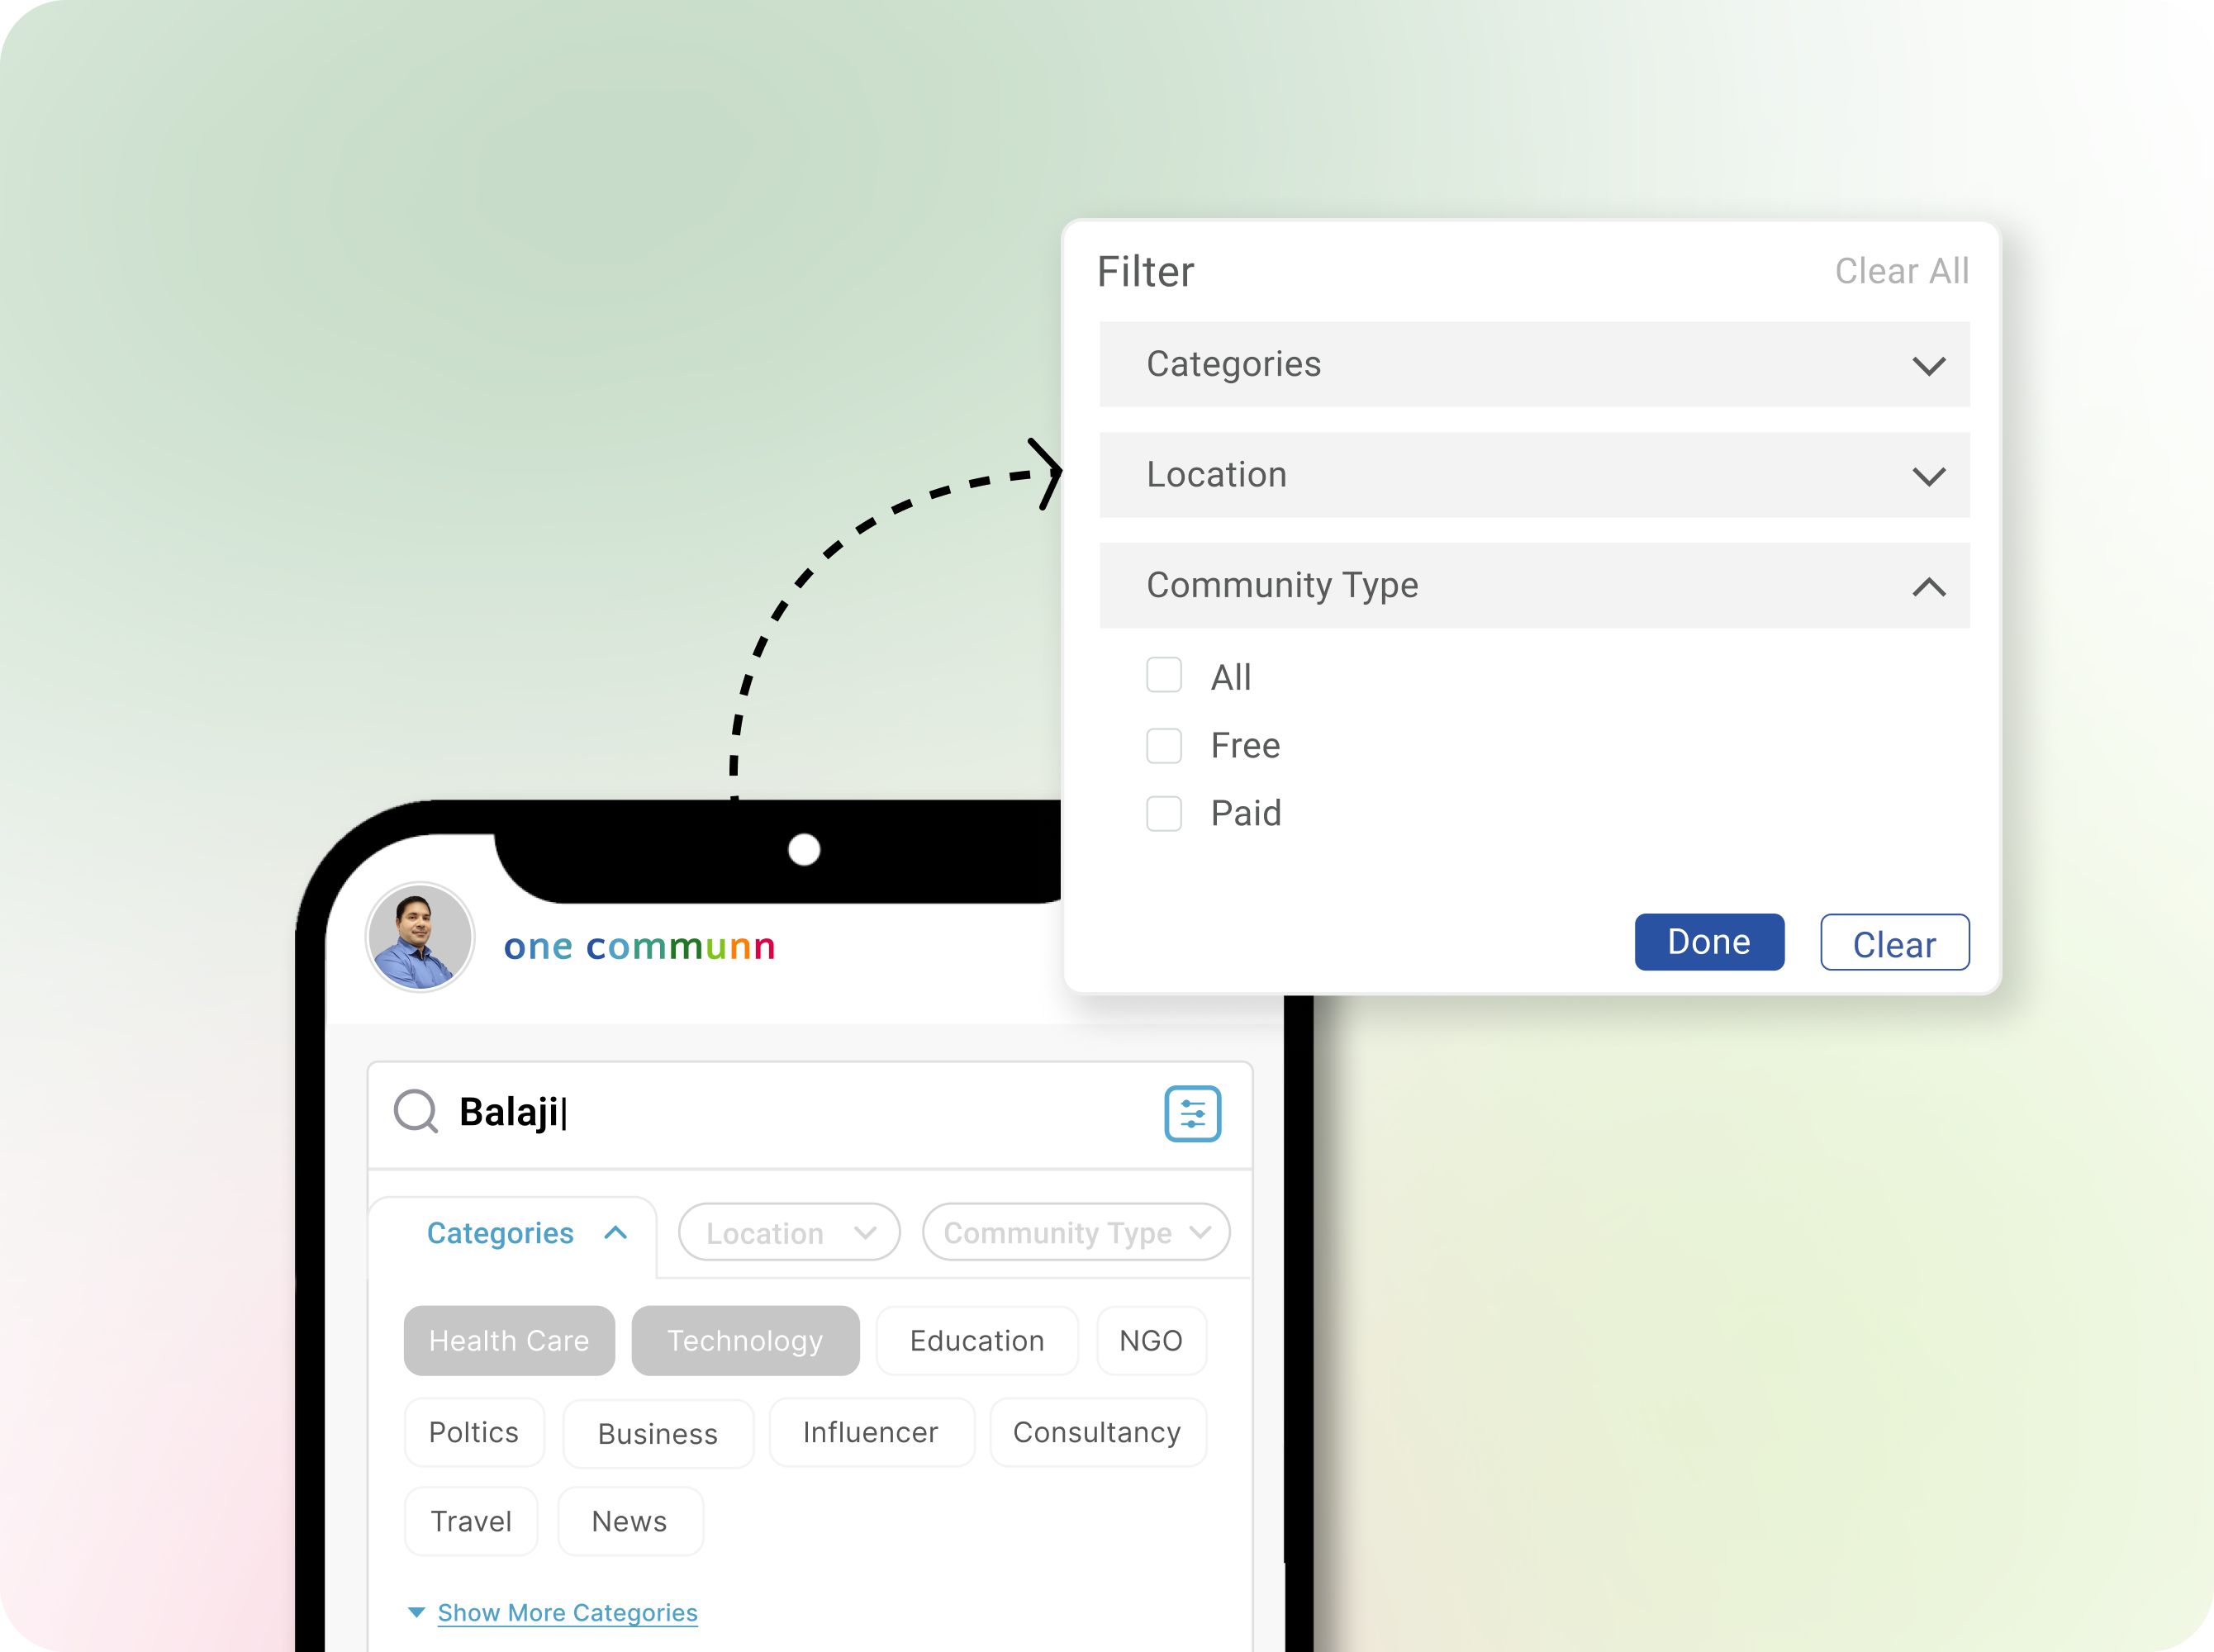 Filter
Clear All
Categories
Location
Community Type
All
Free
Paid
Done
Clear
one communn
Balaji
Categories
Location
Community Type
Health Care
Technology
Education
NGO
Poltics
Business
Influencer
Consultancy
Travel
News
Show More Categories